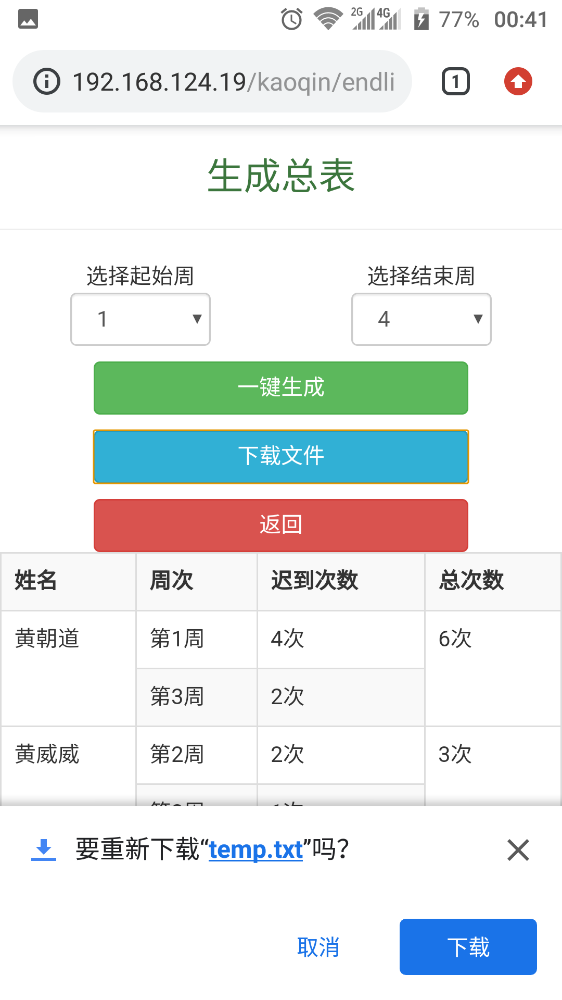 2G 4G 77% 00:41
192.168.124.19/kaoqin/endli
1
生成总表
选择起始周 选择结束周
1 4
一键生成
下载文件
返回
姓名 周次 迟到次数 总次数
黄朝道 第1周 4次 6次
第3周 2次
黄威威 第2周 2次 3次
要重新下载“temp.txt”吗？
取消 下载